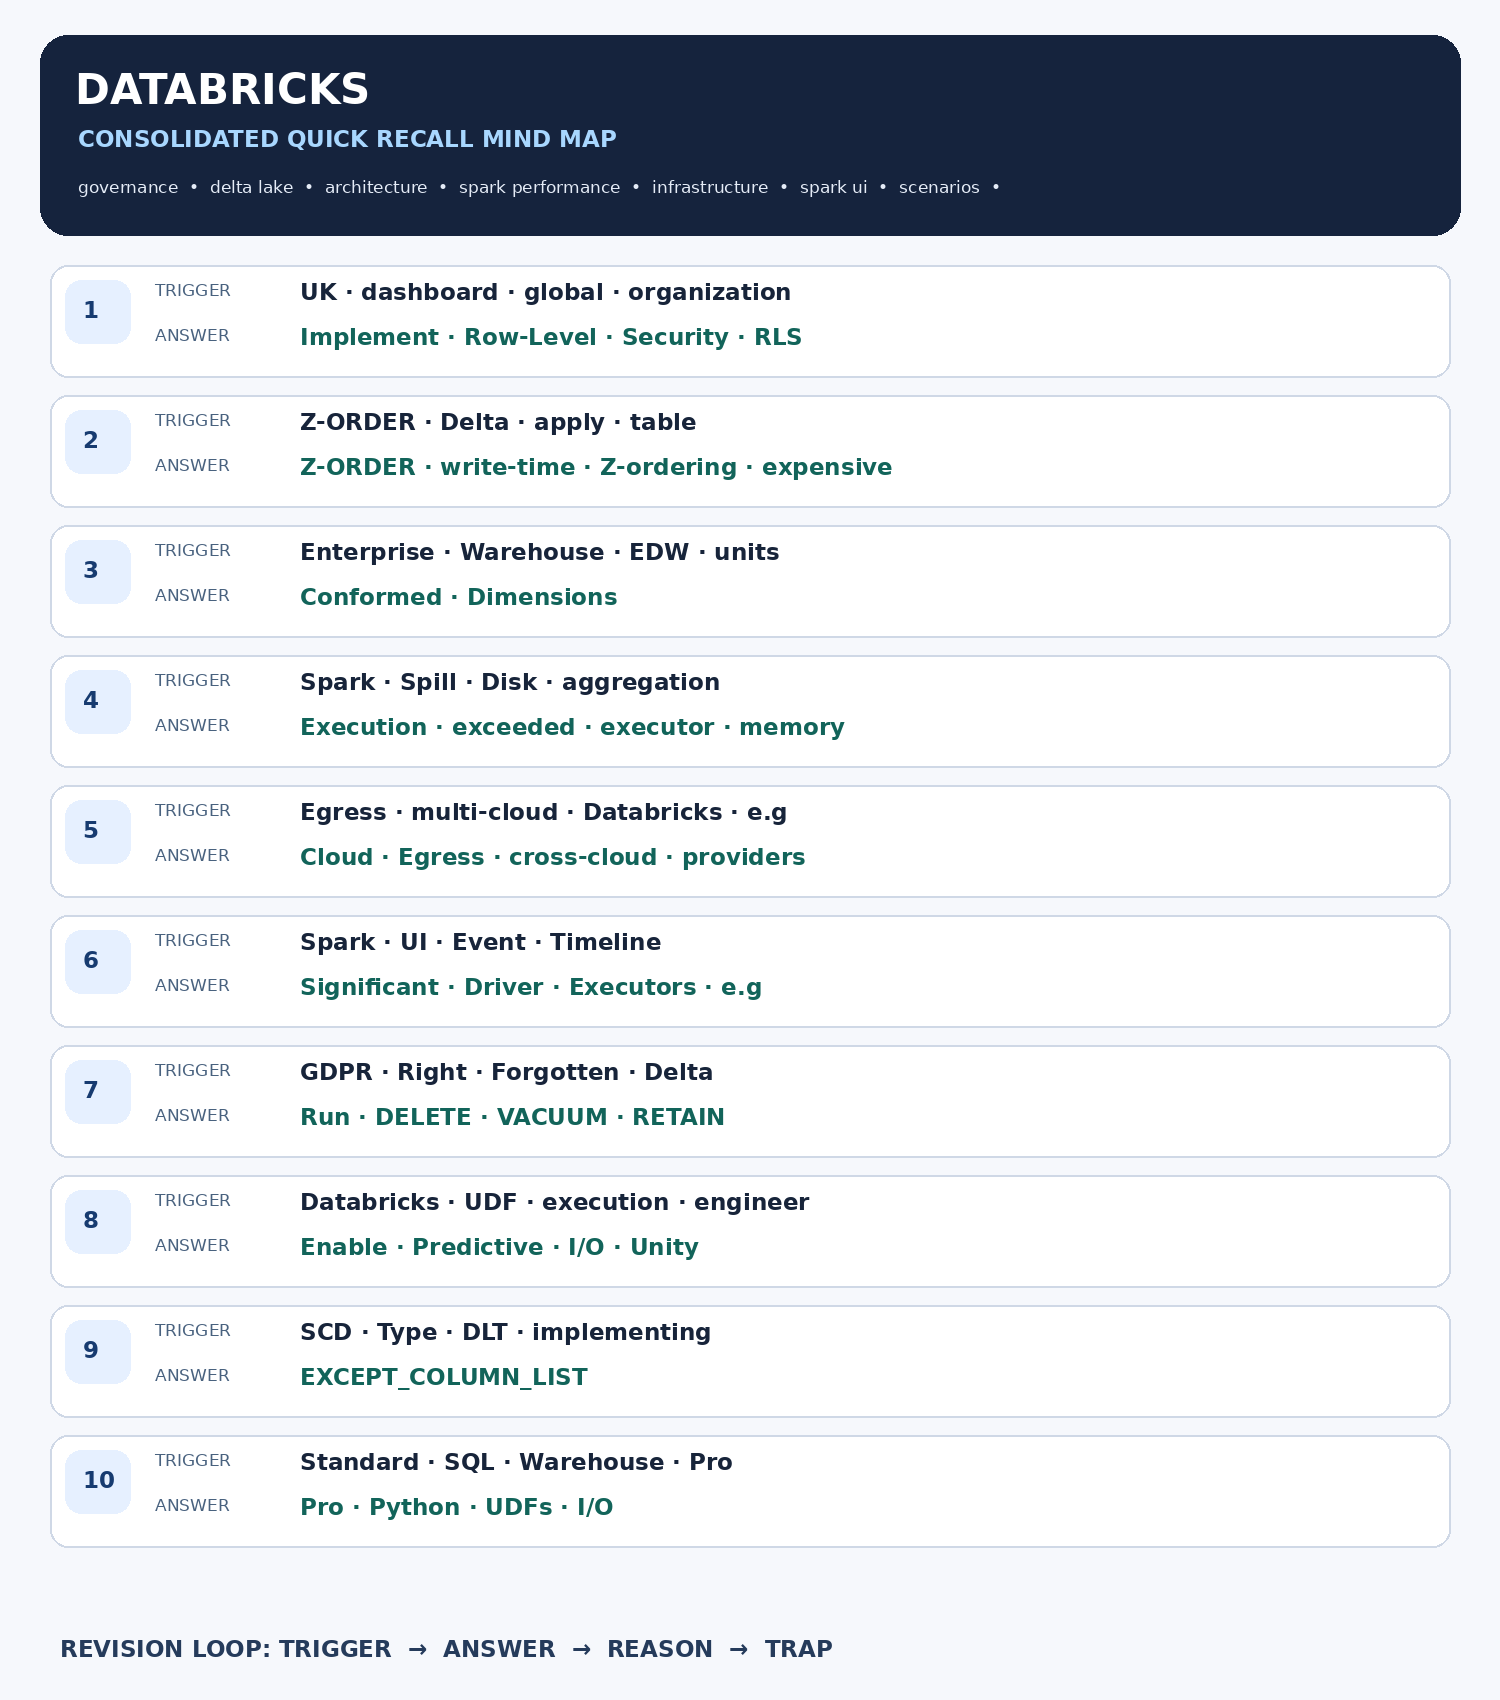 DATABRICKS
CONSOLIDATED QUICK RECALL MIND MAP
governance • delta lake • architecture • spark performance • infrastructure • spark ui • scenarios •
1
TRIGGER UK · dashboard · global · organization
ANSWER Implement · Row-Level · Security · RLS
2
TRIGGER Z-ORDER · Delta · apply · table
ANSWER Z-ORDER · write-time · Z-ordering · expensive
3
TRIGGER Enterprise · Warehouse · EDW · units
ANSWER Conformed · Dimensions
4
TRIGGER Spark · Spill · Disk · aggregation
ANSWER Execution · exceeded · executor · memory
5
TRIGGER Egress · multi-cloud · Databricks · e.g
ANSWER Cloud · Egress · cross-cloud · providers
6
TRIGGER Spark · UI · Event · Timeline
ANSWER Significant · Driver · Executors · e.g
7
TRIGGER GDPR · Right · Forgotten · Delta
ANSWER Run · DELETE · VACUUM · RETAIN
8
TRIGGER Databricks · UDF · execution · engineer
ANSWER Enable · Predictive · I/O · Unity
9
TRIGGER SCD · Type · DLT · implementing
ANSWER EXCEPT_COLUMN_LIST
10
TRIGGER Standard · SQL · Warehouse · Pro
ANSWER Pro · Python · UDFs · I/O
REVISION LOOP: TRIGGER → ANSWER → REASON → TRAP